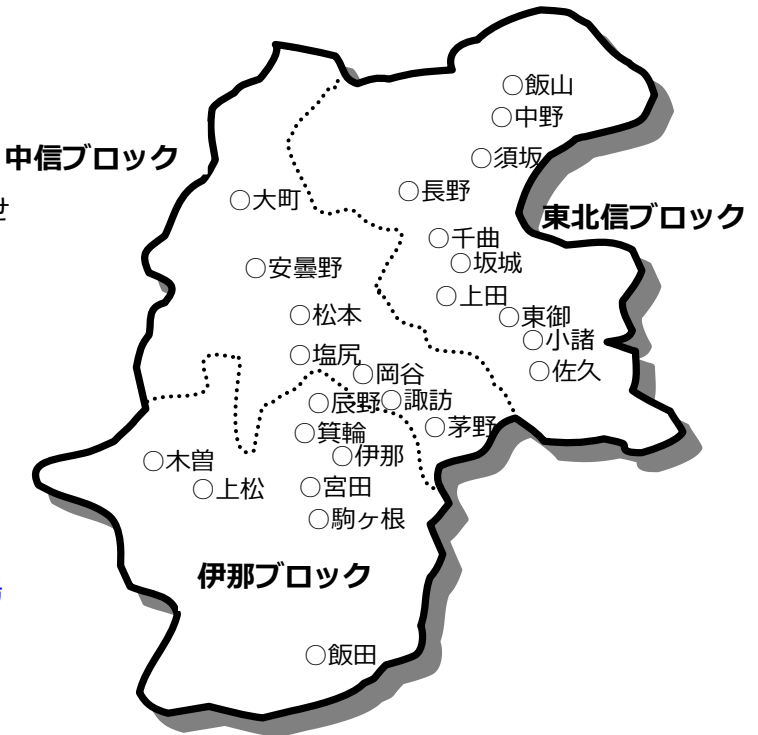 ○飯山
○中野
中信ブロック
○須坂
○大町
○長野
せ
東北信ブロック
○千曲
○安曇野
○坂城
○上田
○松本
○東御
○小諸
○塩尻
○岡谷
○佐久
○辰野
○諏訪
○箕輪
○茅野
○伊那
○木曽
○上松
○宮田
○駒ヶ根
伊那ブロック
○飯田